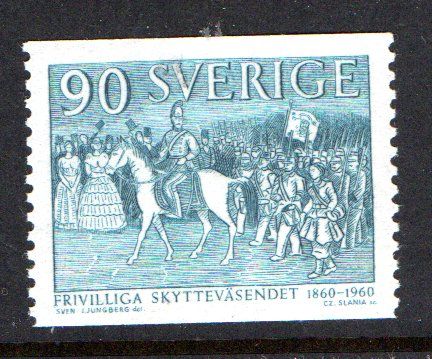 90 SVERIGE
FRIVILLIGA SKYTTEVÄSENDET 1860–1960
SVEN LJUNGBERG del. CZ. SLANIA sc.